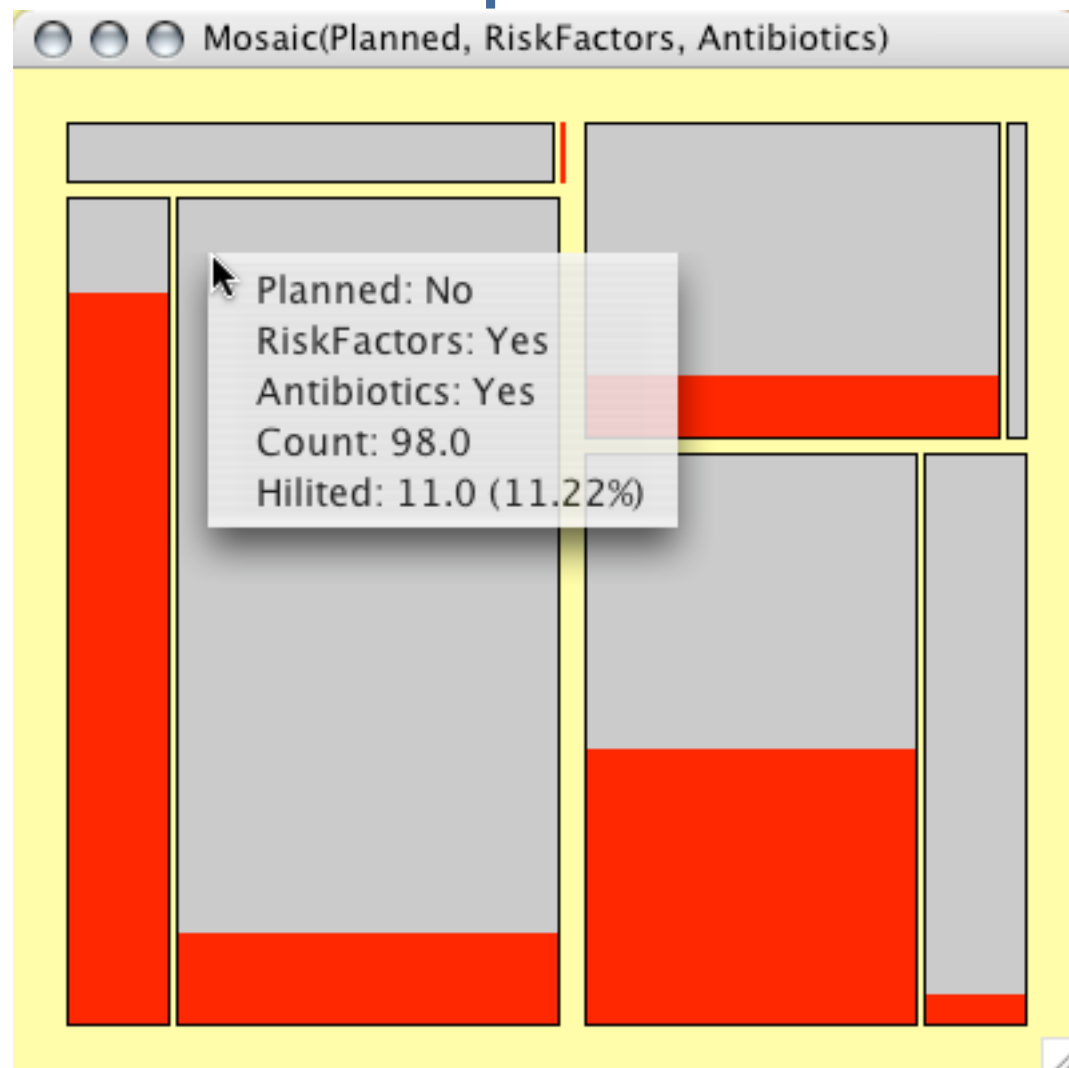 Mosaic(Planned, RiskFactors, Antibiotics)
Planned: No
RiskFactors: Yes
Antibiotics: Yes
Count: 98.0
Hilited: 11.0 (11.22%)